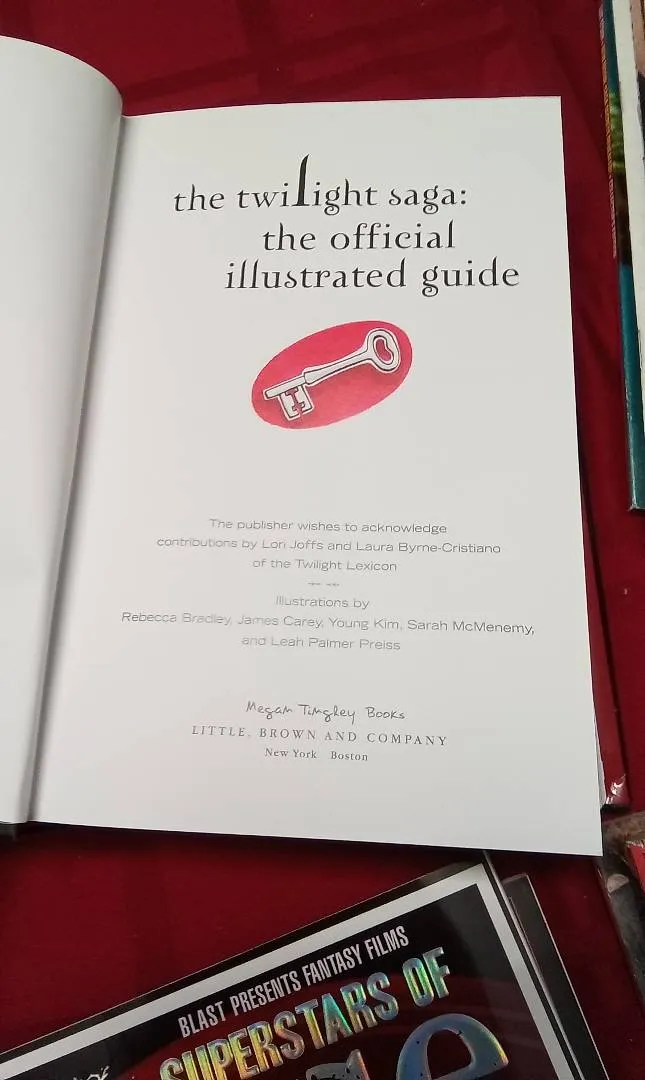 the twilight saga:
the official
illustrated guide
The publisher wishes to acknowledge
contributions by Lori Joffs and Laura Byrne-Cristiano
of the Twilight Lexicon
Illustrations by
Rebecca Bradley, James Carey, Young Kim, Sarah McMenemy,
and Leah Palmer Preiss
Megan Tingley Books
LITTLE, BROWN AND COMPANY
New York Boston
BLAST PRESENTS FANTASY FILMS
SUPERSTARS OF